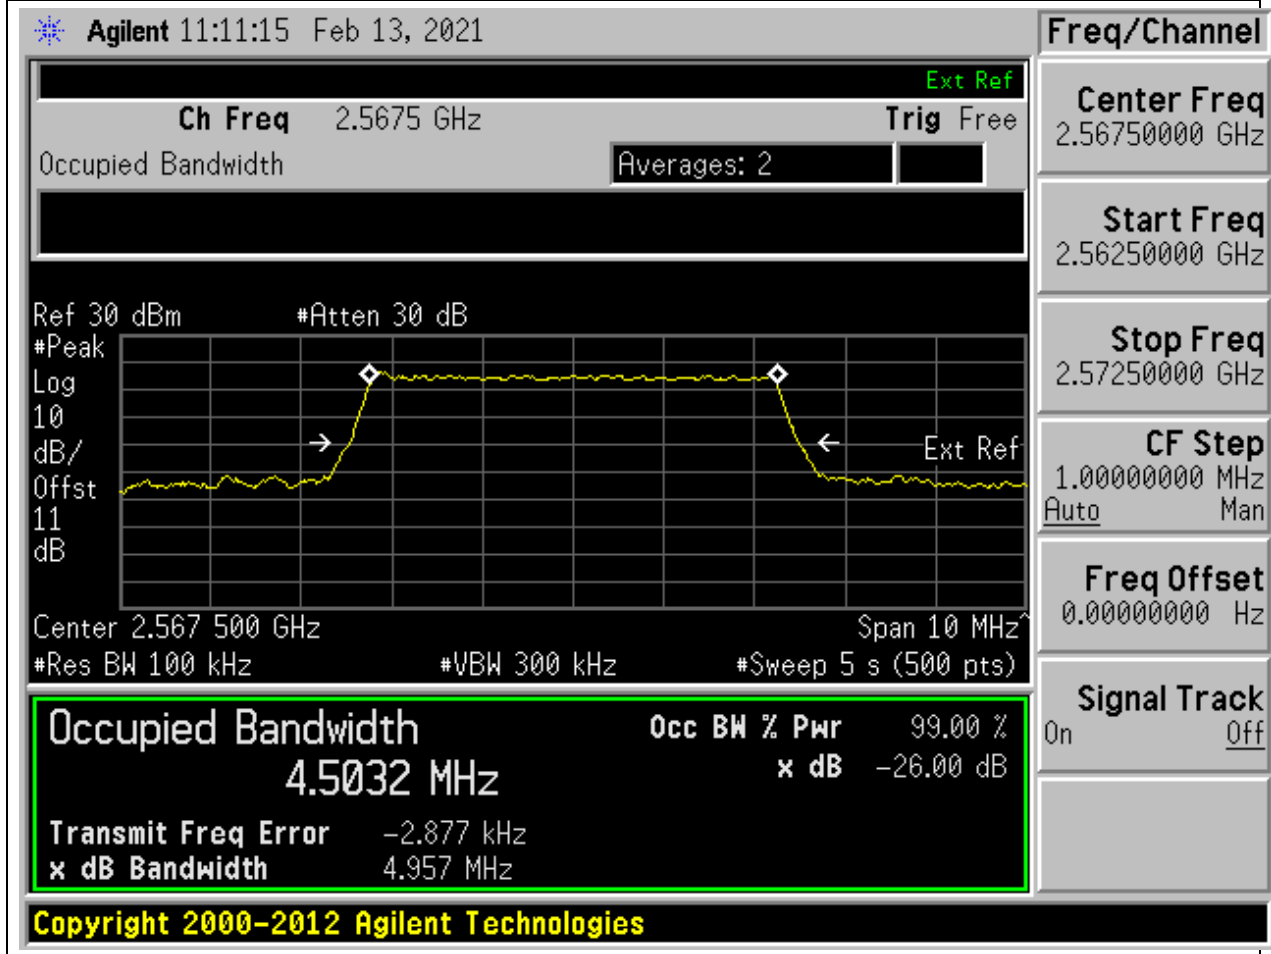 Agilent 11:11:15 Feb 13, 2021
Freq/Channel
Ext Ref
Ch Freq 2.5675 GHz Trig Free
Occupied Bandwidth Averages: 2
Center Freq
2.56750000 GHz
Start Freq
2.56250000 GHz
Stop Freq
2.57250000 GHz
CF Step
1.00000000 MHz
Auto Man
Freq Offset
0.00000000 Hz
Signal Track
On Off
Ref 30 dBm #Atten 30 dB
#Peak
Log
10
dB/
Offst
11
dB
Ext Ref
Center 2.567 500 GHz Span 10 MHz^
#Res BW 100 kHz #VBW 300 kHz #Sweep 5 s (500 pts)
Occupied Bandwidth
4.5032 MHz
Occ BW % Pwr 99.00 %
x dB -26.00 dB
Transmit Freq Error -2.877 kHz
x dB Bandwidth 4.957 MHz
Copyright 2000-2012 Agilent Technologies